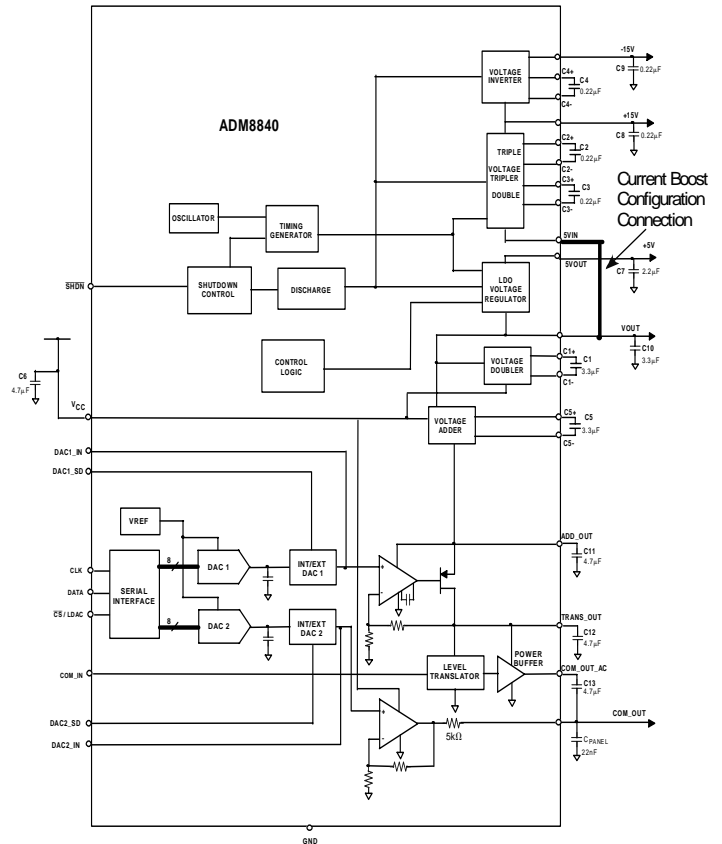 ADM8840
VOLTAGE
INVERTER
-15V
C9
0.22µF
C4+
C4
0.22µF
C4-
+15V
C8
0.22µF
TRIPLE
VOLTAGE
TRIPLER
DOUBLE
C2+
C2
0.22µF
C2-
C3+
C3
0.22µF
C3-
Current Boost
Configuration
Connection
OSCILLATOR
TIMING
GENERATOR
5VIN
+5V
5VOUT
C7
2.2µF
SHDN
SHUTDOWN
CONTROL
DISCHARGE
LDO
VOLTAGE
REGULATOR
VOUT
C10
3.3µF
CONTROL
LOGIC
VOLTAGE
DOUBLER
C1+
C1
3.3µF
C1-
C6
4.7µF
VCC
VOLTAGE
ADDER
C5+
C5
3.3µF
C5-
DAC1_IN
DAC1_SD
VREF
ADD_OUT
C11
4.7µF
CLK
DATA
CS / LDAC
SERIAL
INTERFACE
8
DAC 1
INT/EXT
DAC 1
+
-
8
DAC 2
INT/EXT
DAC 2
TRANS_OUT
C12
4.7µF
COM_IN
LEVEL
TRANSLATOR
POWER
BUFFER
COM_OUT_AC
C13
4.7µF
DAC2_SD
DAC2_IN
+
-
5kΩ
COM_OUT
CPANEL
22nF
GND